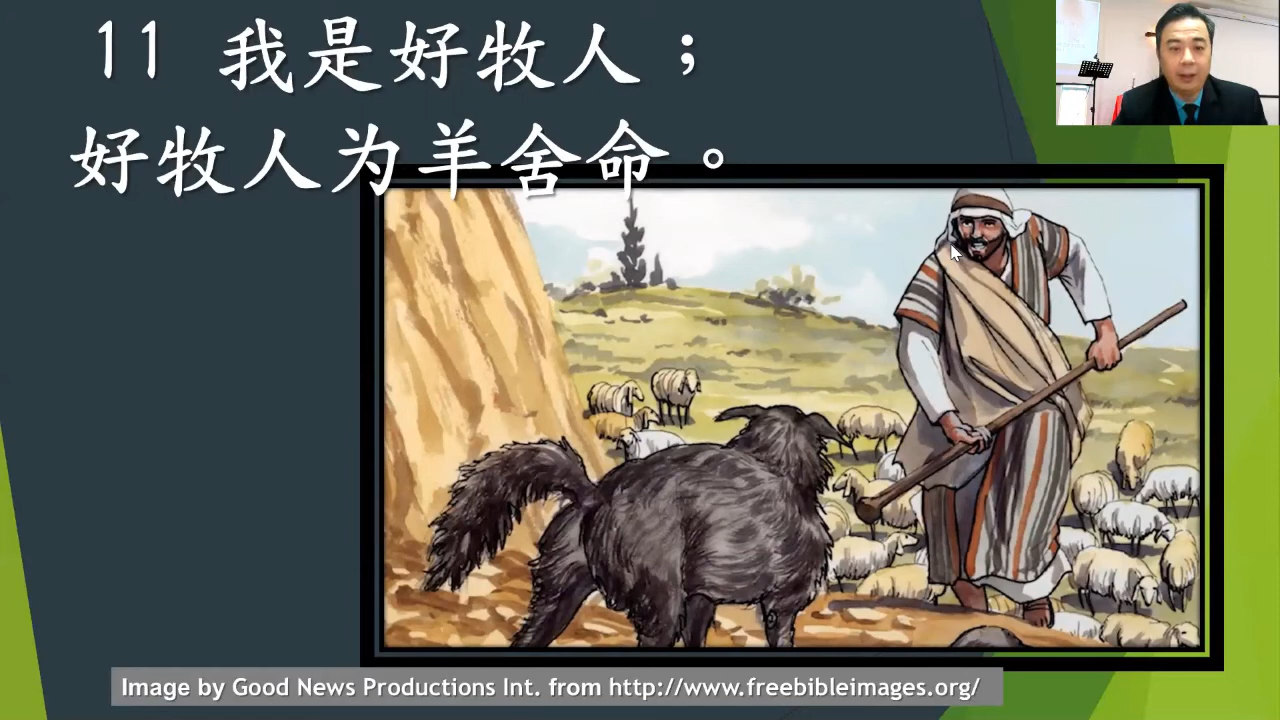 11 我是好牧人；
好牧人为羊舍命。
Image by Good News Productions Int. from http://www.freebibleimages.org/